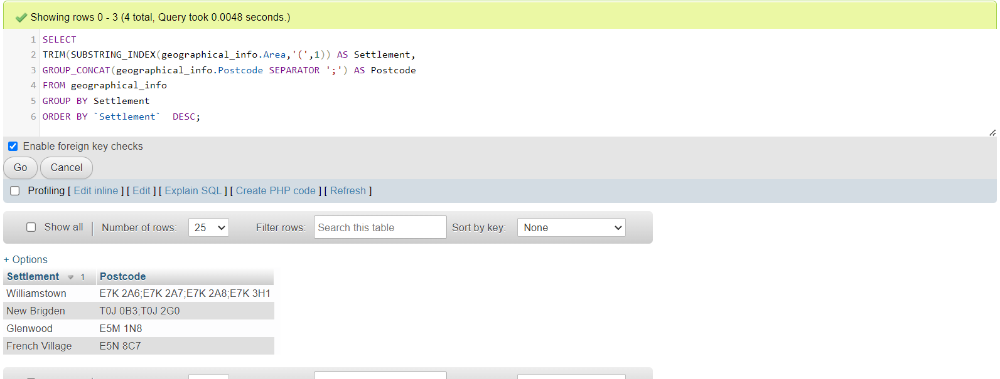 Showing rows 0 - 3 (4 total, Query took 0.0048 seconds.)
1 SELECT
2 TRIM(SUBSTRING_INDEX(geographical_info.Area,'(',1)) AS Settlement,
3 GROUP_CONCAT(geographical_info.Postcode SEPARATOR ';') AS Postcode
4 FROM geographical_info
5 GROUP BY Settlement
6 ORDER BY `Settlement`  DESC;
Enable foreign key checks
Go Cancel
Profiling [ Edit inline ] [ Edit ] [ Explain SQL ] [ Create PHP code ] [ Refresh ]
Show all Number of rows: 25 Filter rows: Search this table Sort by key: None
+ Options
Settlement 1 Postcode
Williamstown E7K 2A6;E7K 2A7;E7K 2A8;E7K 3H1
New Brigden T0J 0B3;T0J 2G0
Glenwood E5M 1N8
French Village E5N 8C7